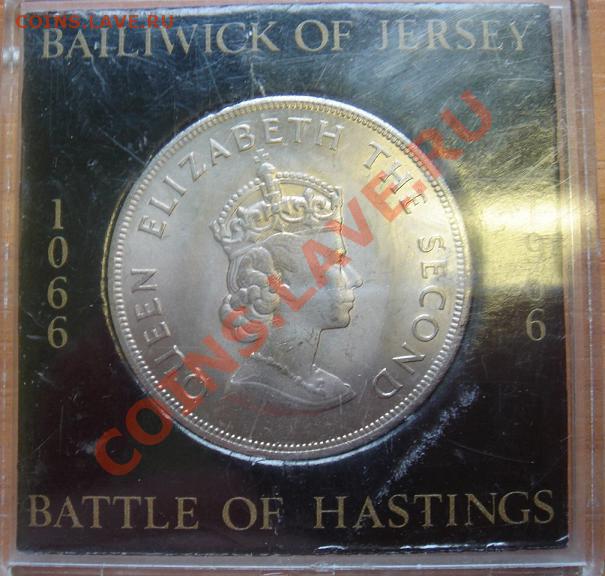 COINS.LAVE.RU
BAILIWICK OF JERSEY
QUEEN ELIZABETH THE SECOND
1066
COINS.LAVE.RU
BATTLE OF HASTINGS